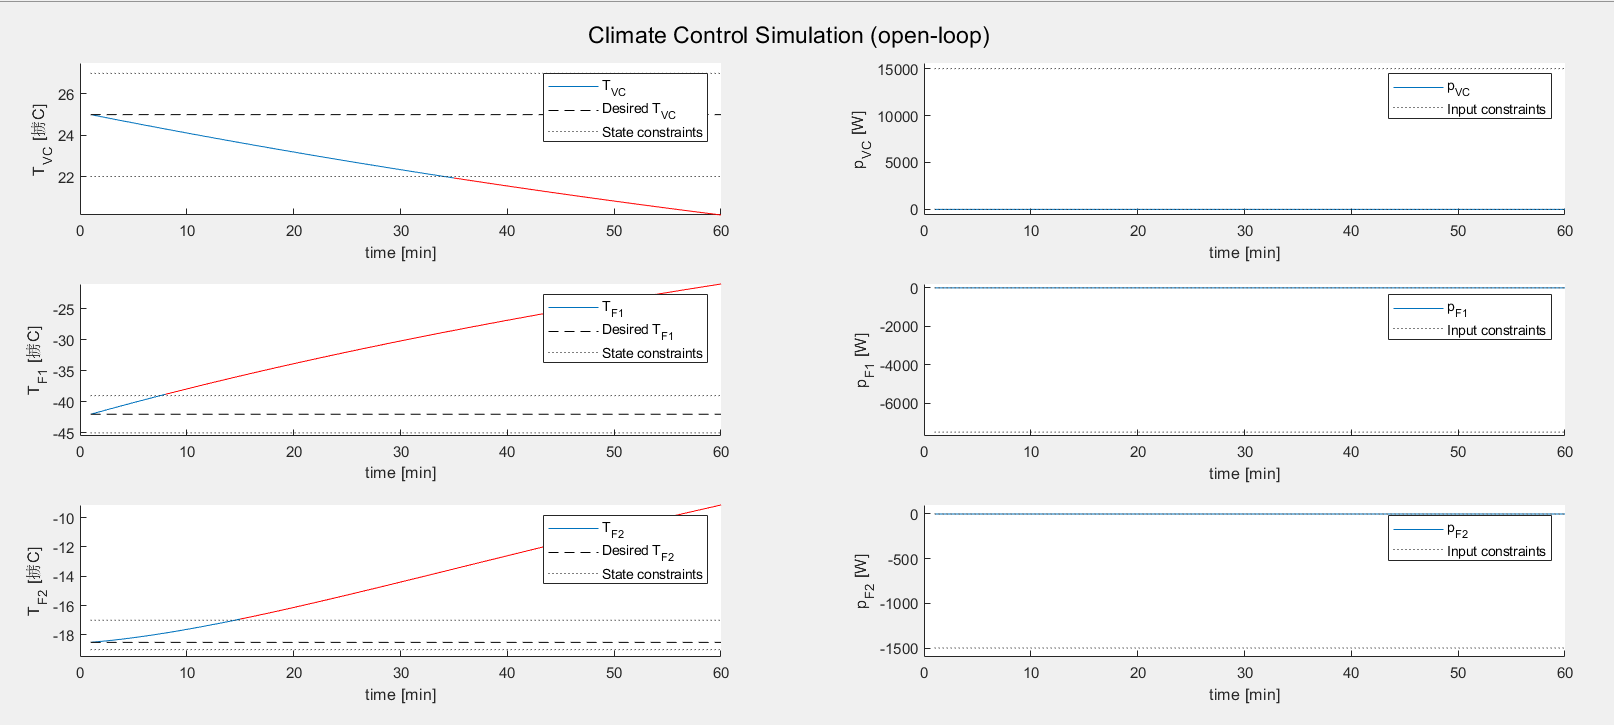 Climate Control Simulation (open-loop)
T_VC [掳C]
26
24
22
0 10 20 30 40 50 60
time [min]
T_VC
Desired T_VC
State constraints
p_VC [W]
15000
10000
5000
0
0 10 20 30 40 50 60
time [min]
p_VC
Input constraints
T_F1 [掳C]
-25
-30
-35
-40
-45
0 10 20 30 40 50 60
time [min]
T_F1
Desired T_F1
State constraints
p_F1 [W]
0
-2000
-4000
-6000
0 10 20 30 40 50 60
time [min]
p_F1
Input constraints
T_F2 [掳C]
-10
-12
-14
-16
-18
0 10 20 30 40 50 60
time [min]
T_F2
Desired T_F2
State constraints
p_F2 [W]
0
-500
-1000
-1500
0 10 20 30 40 50 60
time [min]
p_F2
Input constraints